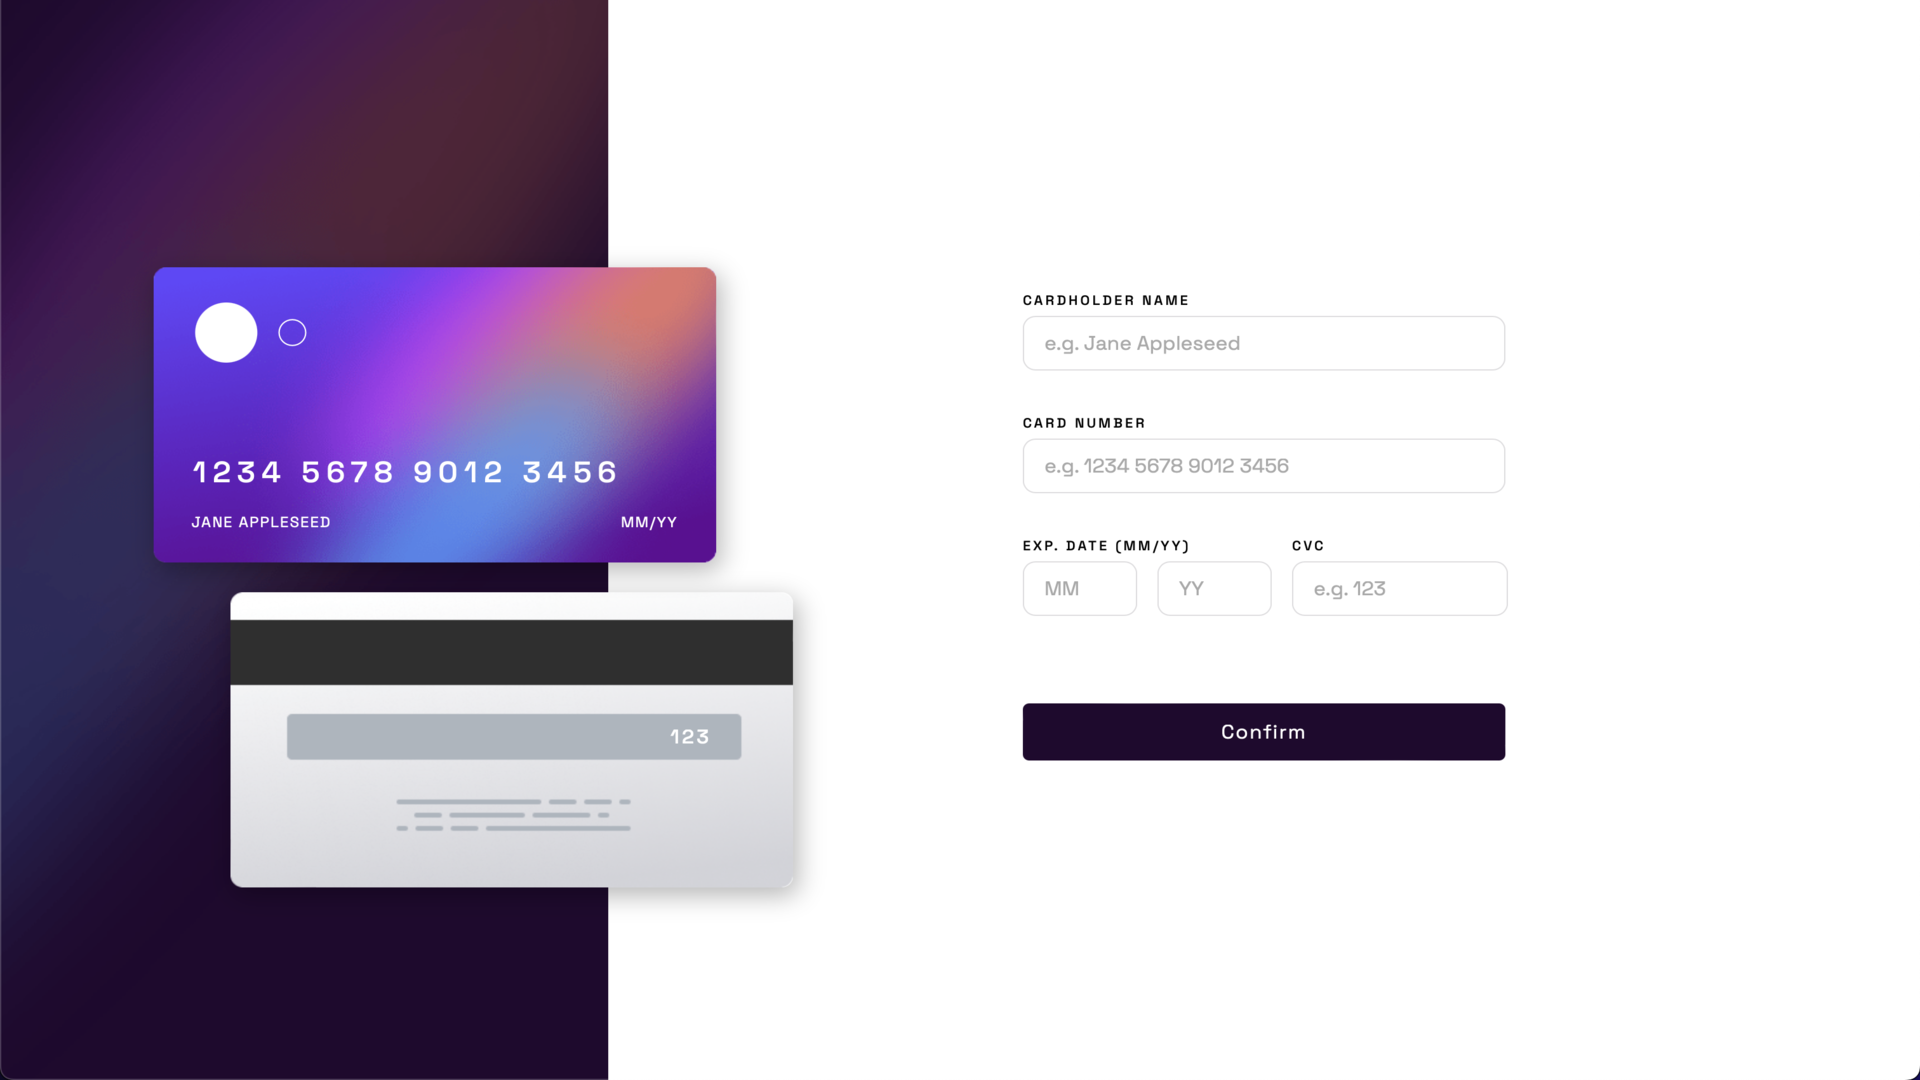 1234 5678 9012 3456
JANE APPLESEED MM/YY
123
CARDHOLDER NAME
e.g. Jane Appleseed
CARD NUMBER
e.g. 1234 5678 9012 3456
EXP. DATE (MM/YY) CVC
MM YY e.g. 123
Confirm